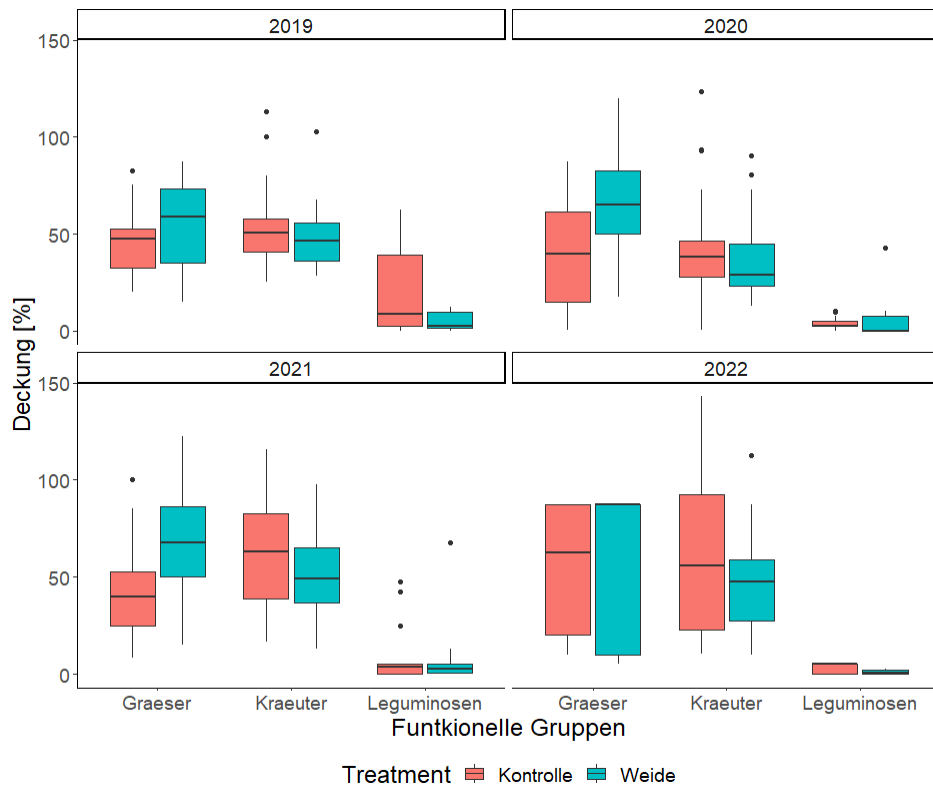 2019 2020
150
100
50
0
Deckung [%]
2021 2022
150
100
50
0
Graeser Kraeuter Leguminosen Graeser Kraeuter Leguminosen
Funtkionelle Gruppen
Treatment Kontrolle Weide